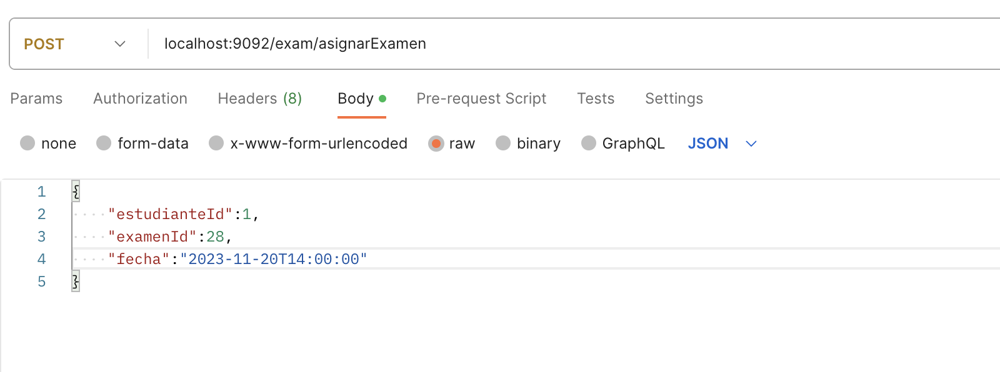 POST localhost:9092/exam/asignarExamen
Params Authorization Headers (8) Body Pre-request Script Tests Settings
none form-data x-www-form-urlencoded raw binary GraphQL JSON
1 {
2 "estudianteId":1,
3 "examenId":28,
4 "fecha":"2023-11-20T14:00:00"
5 }